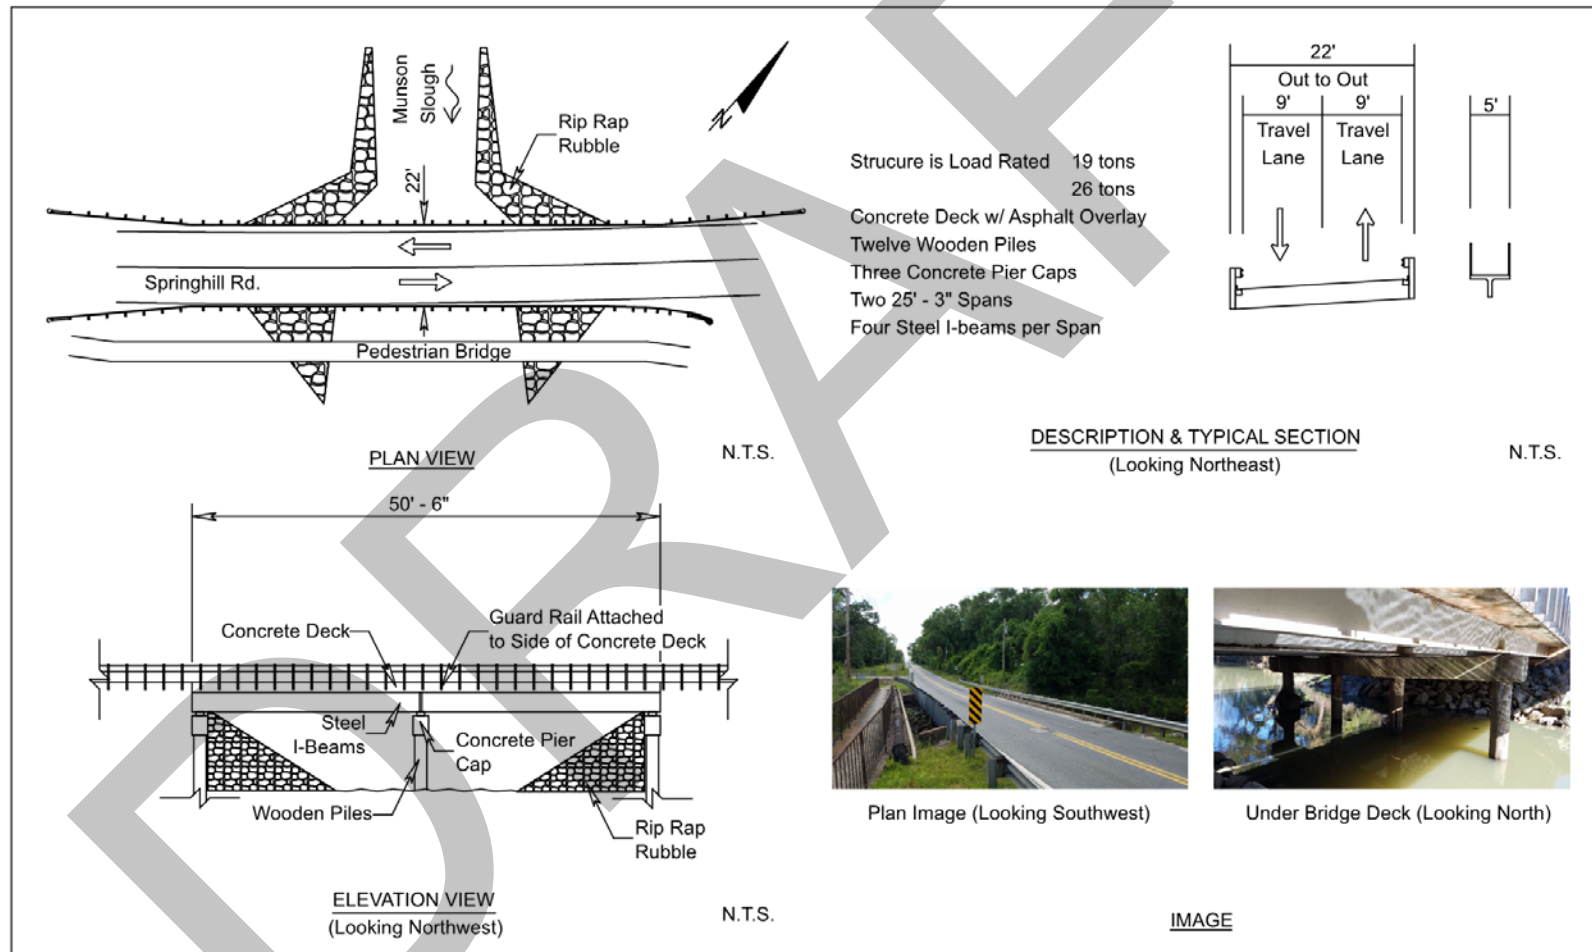 Munson
Slough
Rip Rap
Rubble
22'
N
Springhill Rd.
Pedestrian Bridge
PLAN VIEW
N.T.S.
Strucure is Load Rated 19 tons
26 tons
Concrete Deck w/ Asphalt Overlay
Twelve Wooden Piles
Three Concrete Pier Caps
Two 25' - 3" Spans
Four Steel I-beams per Span
22'
Out to Out
9' 9' 5'
Travel Travel
Lane Lane
DESCRIPTION & TYPICAL SECTION
(Looking Northeast)
N.T.S.
50' - 6"
Concrete Deck
Guard Rail Attached
to Side of Concrete Deck
Steel
I-Beams
Concrete Pier
Cap
Wooden Piles
Rip Rap
Rubble
ELEVATION VIEW
(Looking Northwest)
N.T.S.
Plan Image (Looking Southwest)
Under Bridge Deck (Looking North)
IMAGE
DRAFT